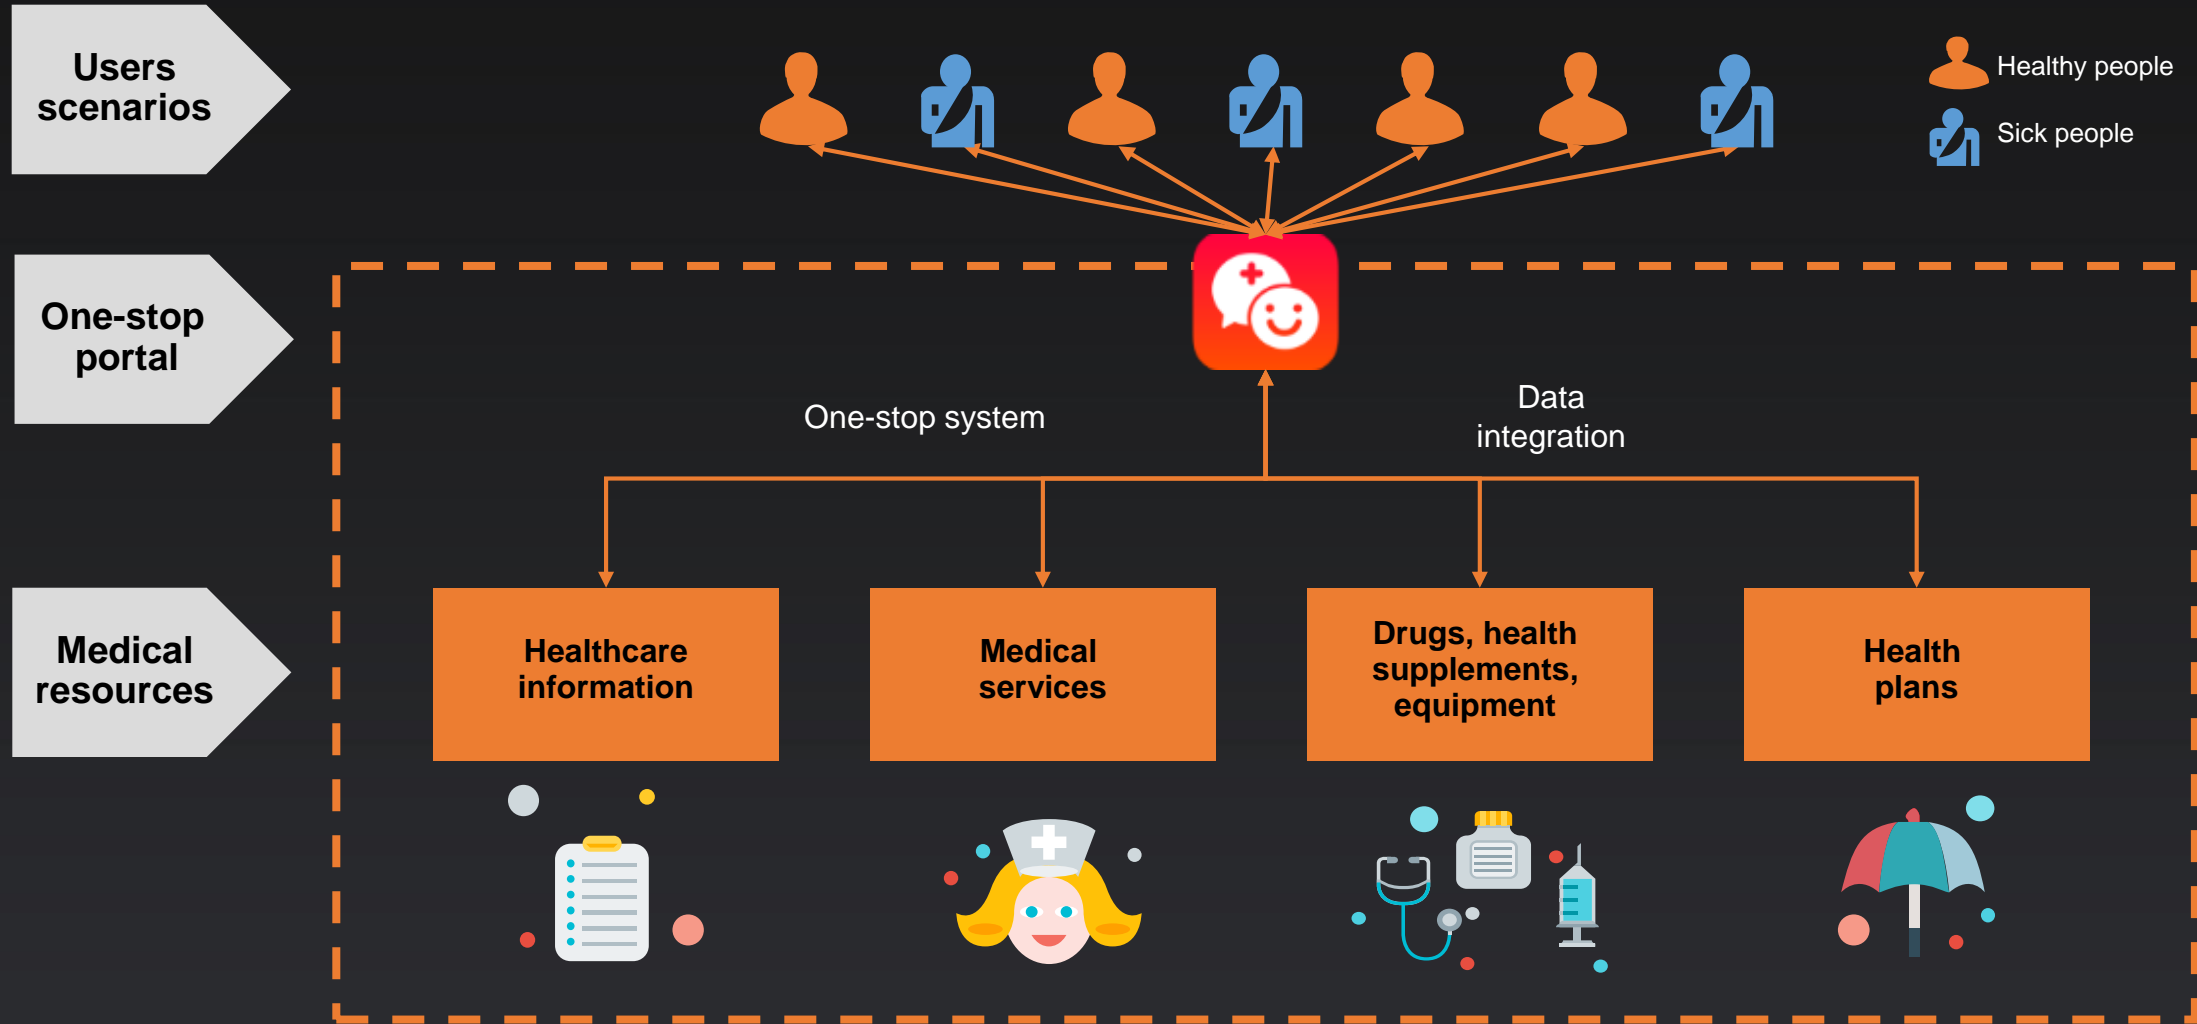 Users
scenarios
Healthy people
Sick people
One-stop
portal
One-stop system
Data
integration
Medical
resources
Healthcare
information
Medical
services
Drugs, health
supplements,
equipment
Health
plans